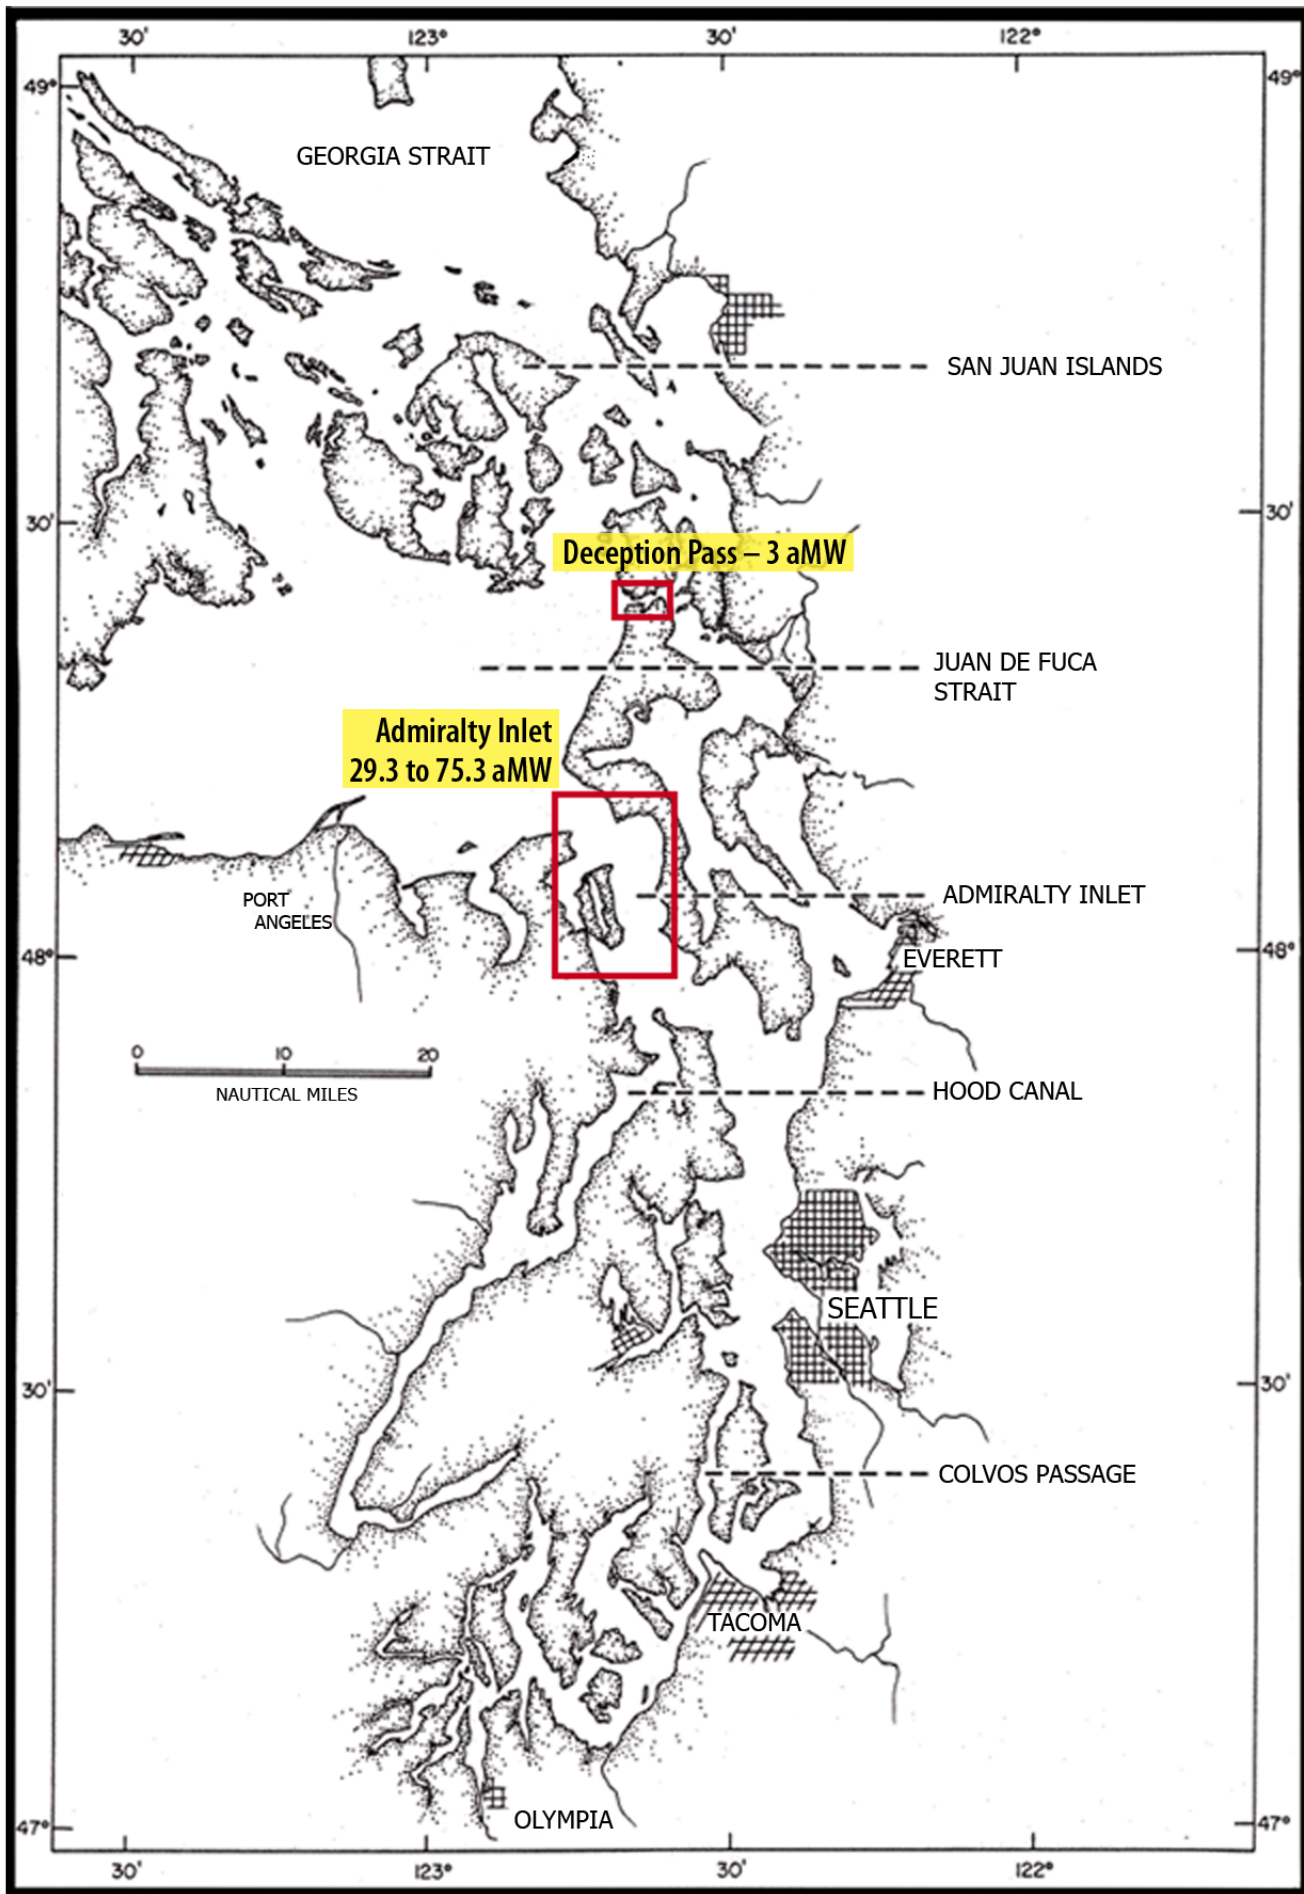 30' 123° 30' 122°
49° 49°
GEORGIA STRAIT
SAN JUAN ISLANDS
30' 30'
Deception Pass – 3 aMW
JUAN DE FUCA
STRAIT
Admiralty Inlet
29.3 to 75.3 aMW
PORT
ANGELES
ADMIRALTY INLET
48° 48°
EVERETT
0 10 20
NAUTICAL MILES
HOOD CANAL
SEATTLE
30' 30'
COLVOS PASSAGE
TACOMA
OLYMPIA
47° 47°
30' 123° 30' 122°